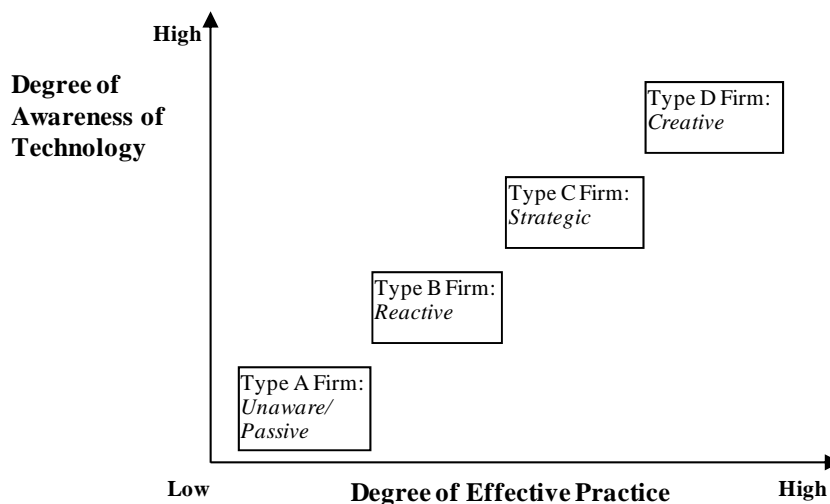 High
Degree of
Awareness of
Technology
Type D Firm:
Creative
Type C Firm:
Strategic
Type B Firm:
Reactive
Type A Firm:
Unaware/
Passive
Low
Degree of Effective Practice
High